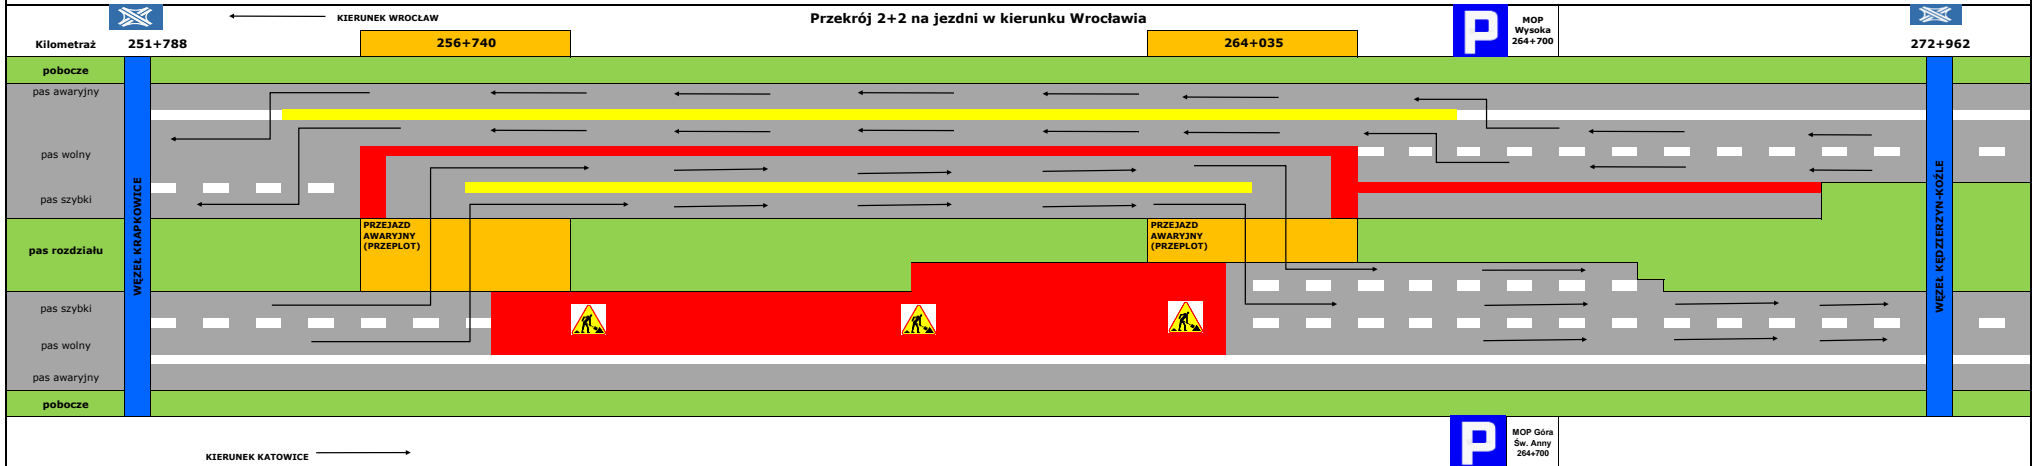 KIERUNEK WROCŁAW
Przekrój 2+2 na jezdni w kierunku Wrocławia
P
MOP
Wysoka
264+700
Kilometraż
251+788
256+740
264+035
272+962
pobocze
pas awaryjny
pas wolny
pas szybki
pas rozdziału
pas szybki
pas wolny
pas awaryjny
pobocze
WĘZEŁ KRAPKOWICE
PRZEJAZD
AWARYJNY
(PRZEPLOT)
PRZEJAZD
AWARYJNY
(PRZEPLOT)
WĘZEŁ KĘDZIERZYN-KOŹLE
KIERUNEK KATOWICE
P
MOP Góra
Św. Anny
264+700